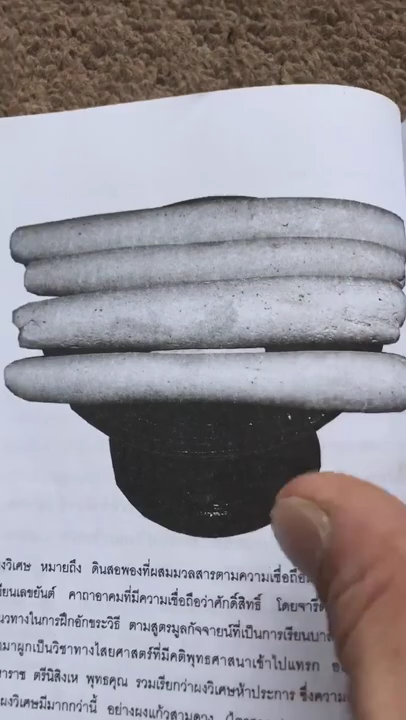 ผงวิเศษ หมายถึง ดินสอพองที่ผสมมวลสารตามความเชื่อถือ
เขียนเลขยันต์ คาถาอาคมที่มีความเชื่อถือว่าศักดิ์สิทธิ์ โดยจารึ
แนวทางในการฝึกอักขระวิธี ตามสูตรมูลกัจจายน์ที่เป็นการเรียนบาล
มาผูกเป็นวิชาทางไสยศาสตร์ที่มีคติพุทธศาสนาเข้าไปแทรก
ราช ตรีนิสิงเห พุทธคุณ รวมเรียกว่าผงวิเศษห้าประการ ซึ่งความ
ผงวิเศษมีมากกว่านี้ อย่างผงแก้วสามดวง